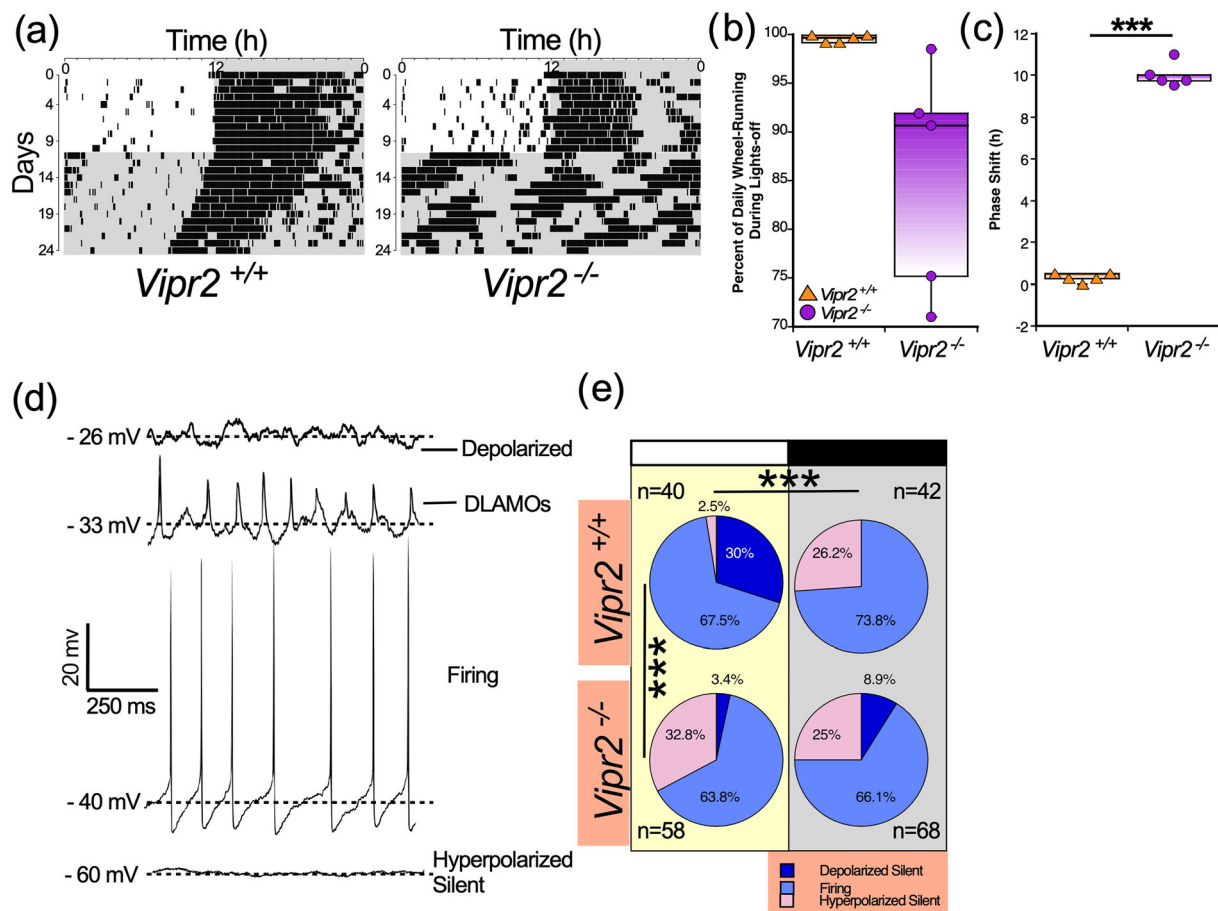 (a)
Time (h)
Time (h)
0
12
0
0
12
0
Days
0
4
9
14
19
24
Vipr2 +/+
Vipr2 -/-
(b)
Percent of Daily Wheel-Running
During Lights-off
100
95
90
85
80
75
70
Vipr2 +/+
Vipr2 -/-
Vipr2 +/+
Vipr2 -/-
(c)
***
Phase Shift (h)
12
10
8
6
4
2
0
-2
Vipr2 +/+
Vipr2 -/-
(d)
- 26 mV
Depolarized
DLAMOs
- 33 mV
20 mv
250 ms
Firing
- 40 mV
- 60 mV
Hyperpolarized
Silent
(e)
n=40
***
n=42
Vipr2 +/+
2.5%
30%
67.5%
26.2%
73.8%
***
Vipr2 -/-
3.4%
32.8%
63.8%
8.9%
25%
66.1%
n=58
n=68
Depolarized Silent
Firing
Hyperpolarized Silent